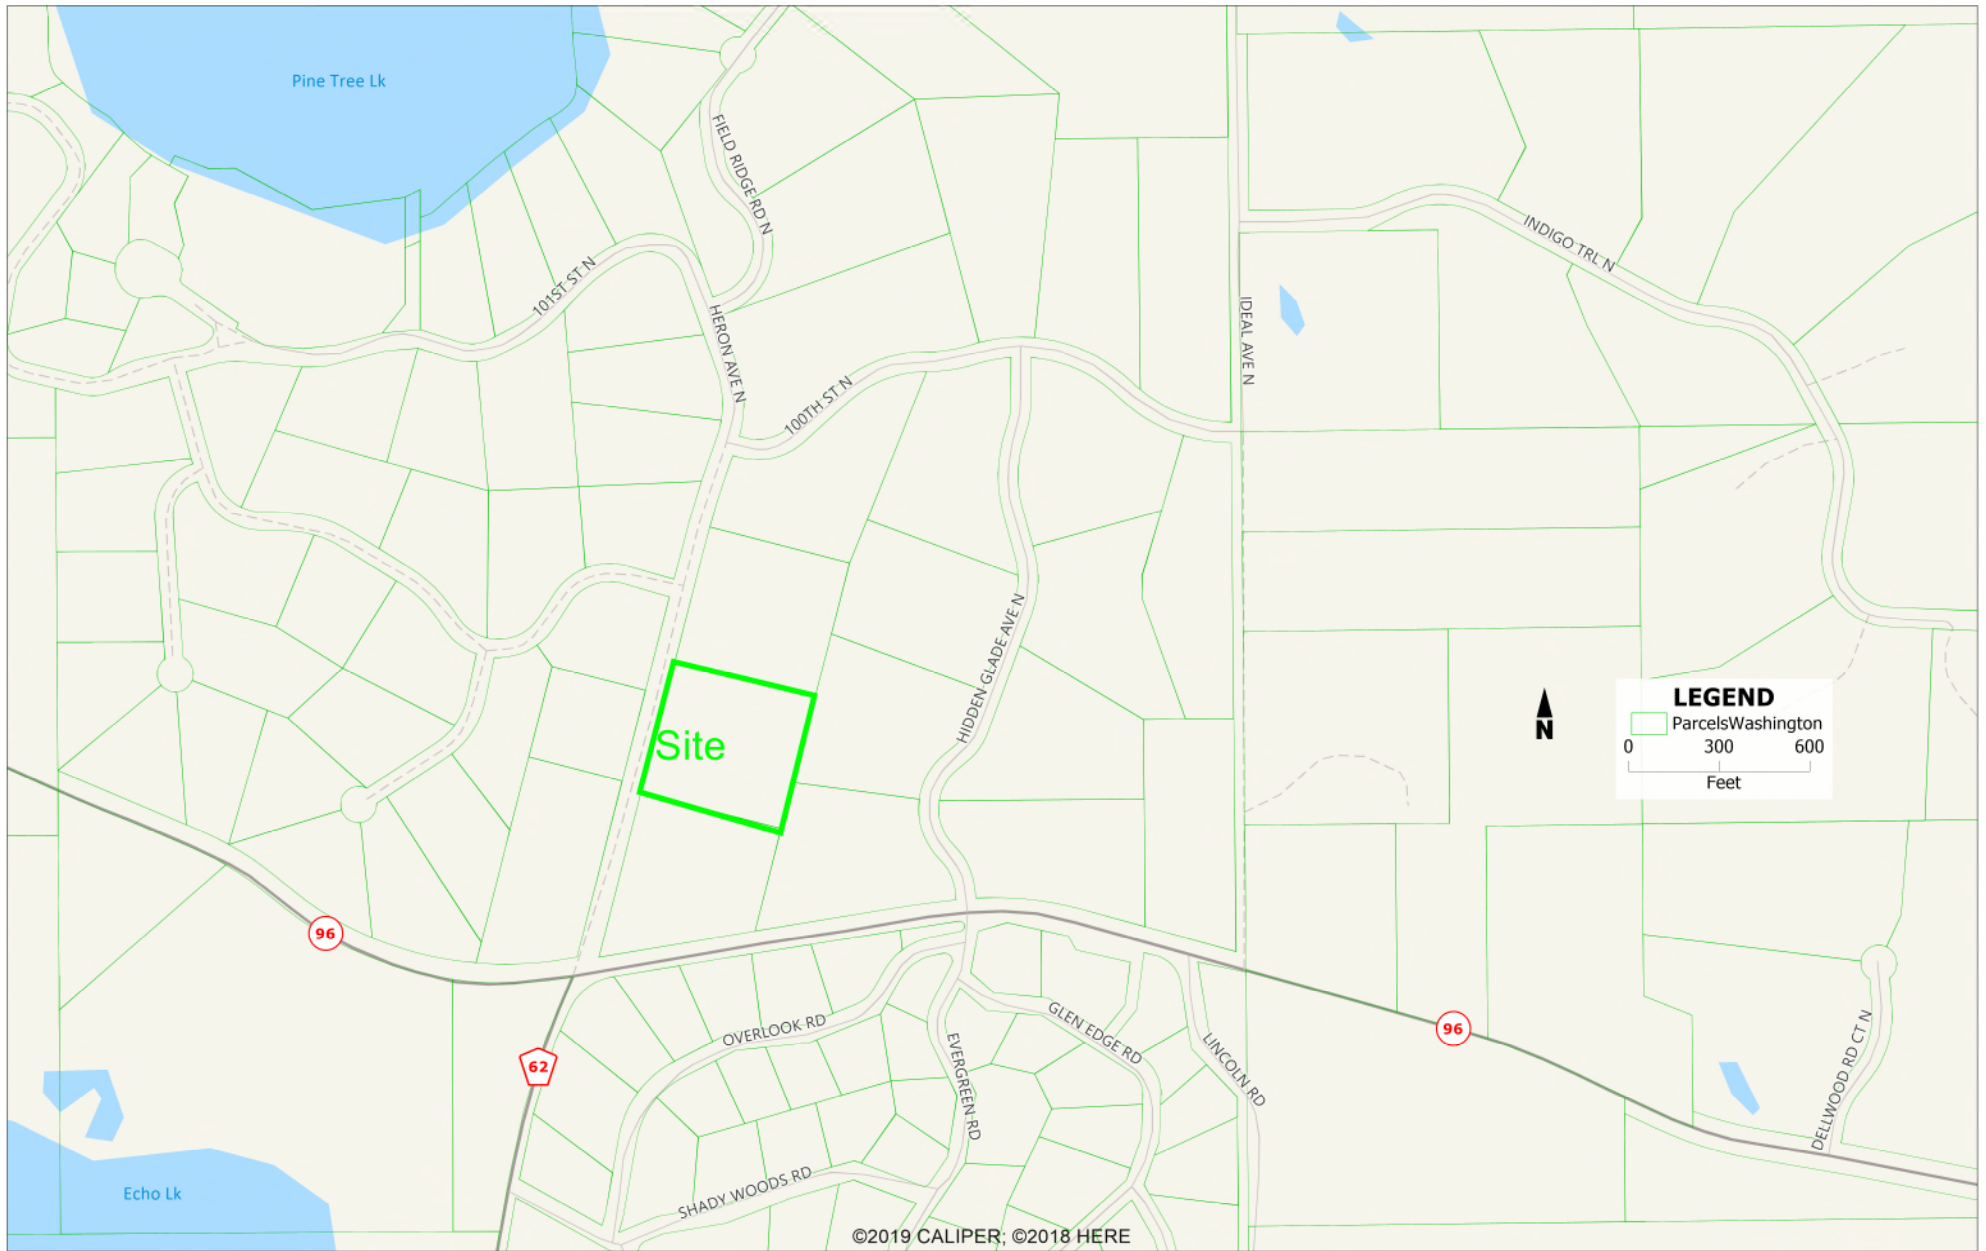 Pine Tree Lk
FIELD RIDGE RD N
101ST ST N
INDIGO TRL N
HERON AVE N
IDEAL AVE N
100TH ST N
HIDDEN GLADE AVE N
Site
LEGEND
ParcelsWashington
0 300 600
Feet
N
96
96
62
OVERLOOK RD
GLEN EDGE RD
EVERGREEN RD
LINCOLN RD
DELLWOOD RD CT N
SHADY WOODS RD
Echo Lk
©2019 CALIPER; ©2018 HERE